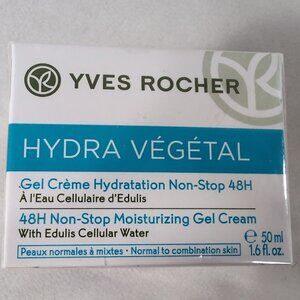 YVES ROCHER
HYDRA VÉGÉTAL
Gel Crème Hydratation Non-Stop 48H
À l'Eau Cellulaire d'Edulis
48H Non-Stop Moisturizing Gel Cream
With Edulis Cellular Water
℮ 50 ml
1.6 fl. oz.
Peaux normales à mixtes • Normal to combination skin